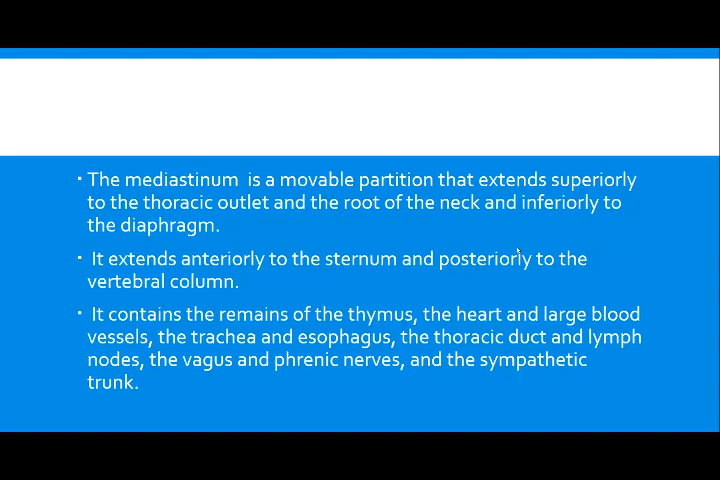 ▪ The mediastinum  is a movable partition that extends superiorly
to the thoracic outlet and the root of the neck and inferiorly to
the diaphragm.
▪ It extends anteriorly to the sternum and posteriorly to the
vertebral column.
▪ It contains the remains of the thymus, the heart and large blood
vessels, the trachea and esophagus, the thoracic duct and lymph
nodes, the vagus and phrenic nerves, and the sympathetic
trunk.